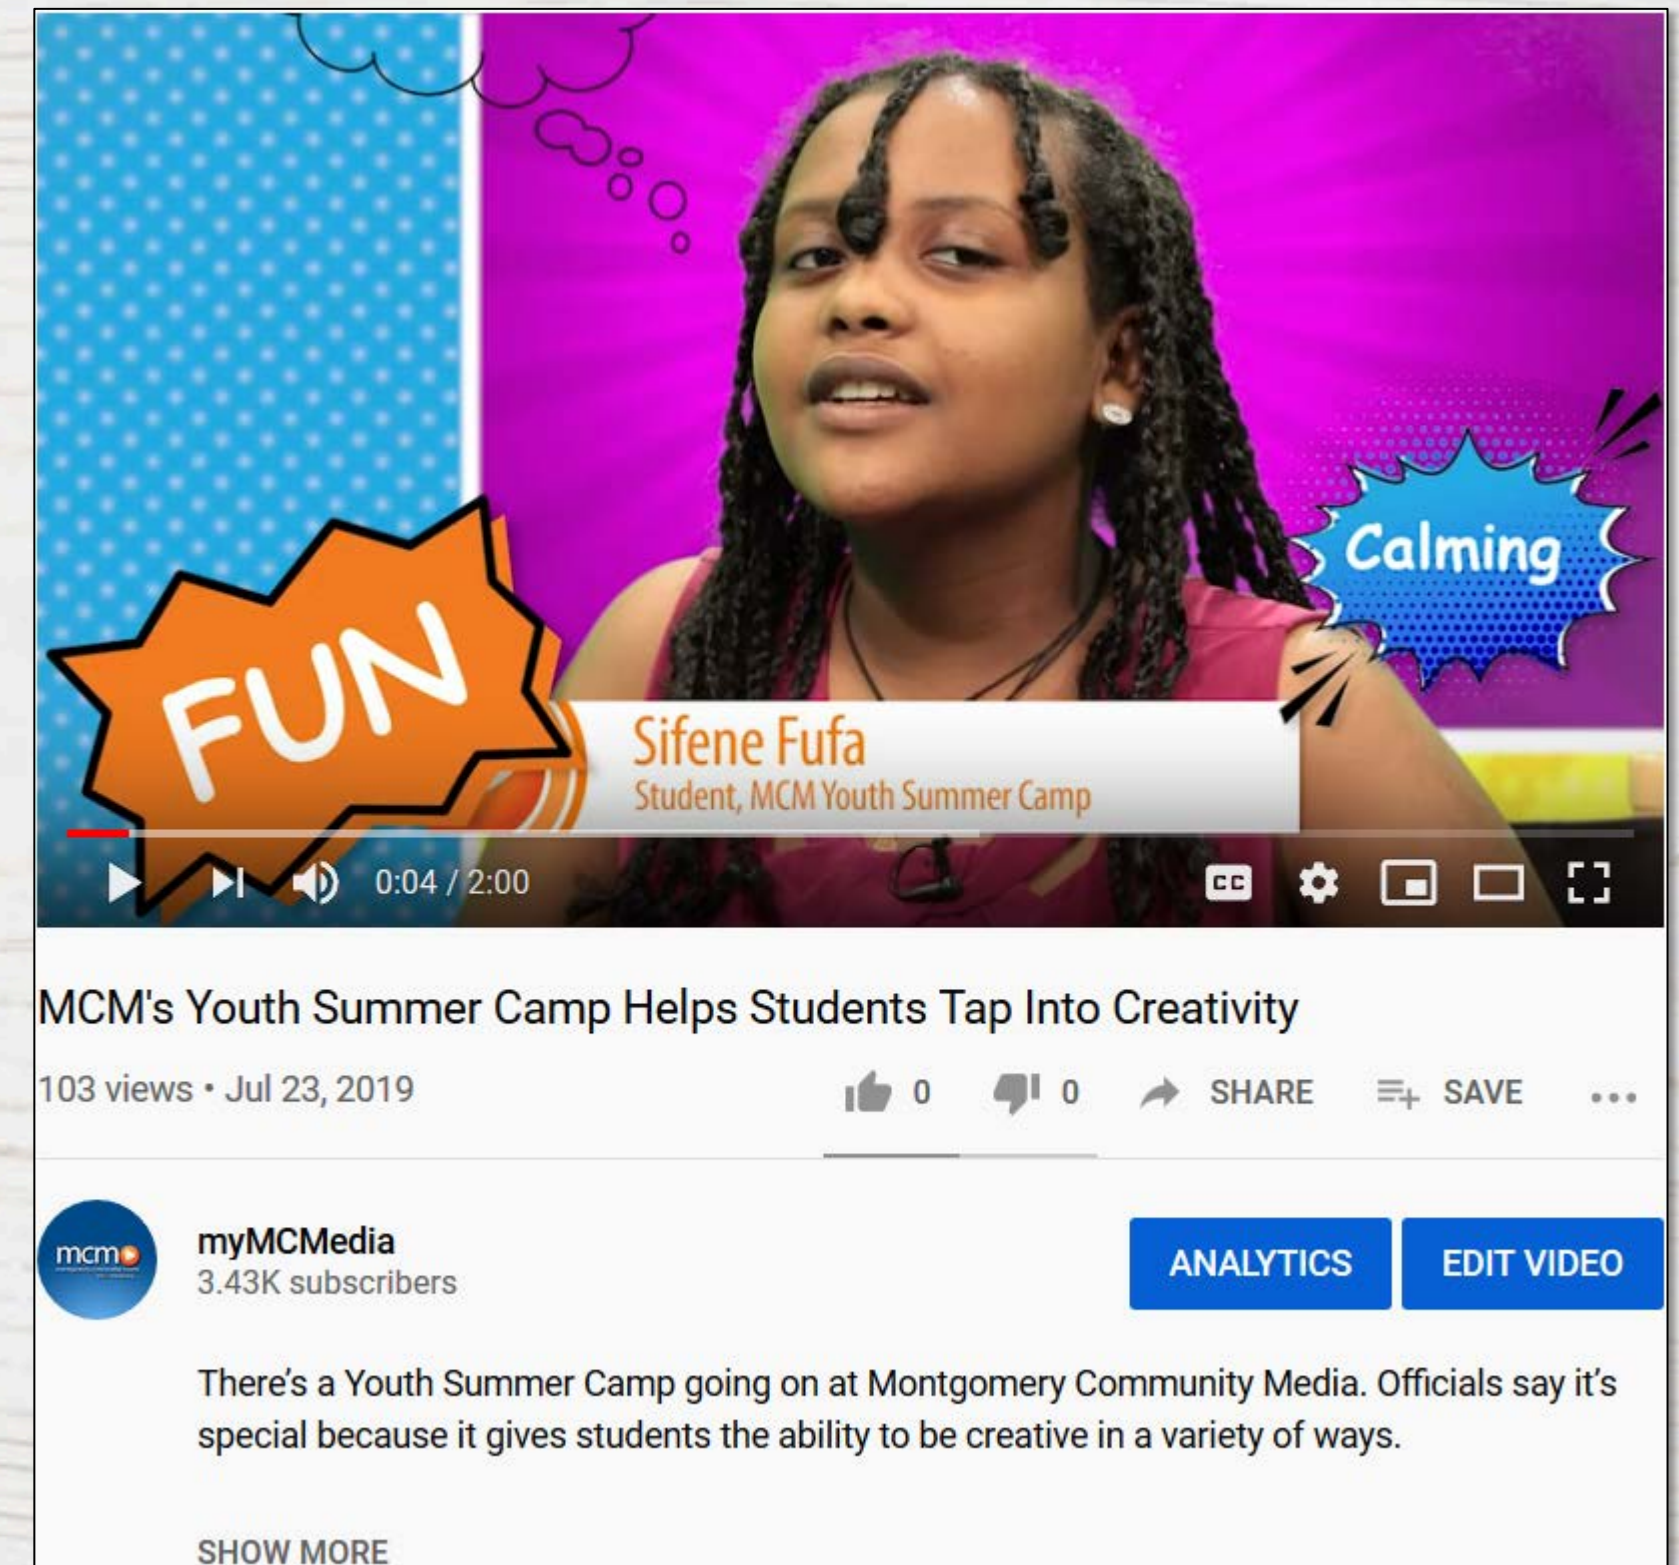 Calming
FUN
Sifene Fufa
Student, MCM Youth Summer Camp
0:04 / 2:00
CC
MCM's Youth Summer Camp Helps Students Tap Into Creativity
103 views • Jul 23, 2019
0
0
SHARE
SAVE
mcm
myMCMedia
3.43K subscribers
ANALYTICS
EDIT VIDEO
There’s a Youth Summer Camp going on at Montgomery Community Media. Officials say it’s
special because it gives students the ability to be creative in a variety of ways.
SHOW MORE